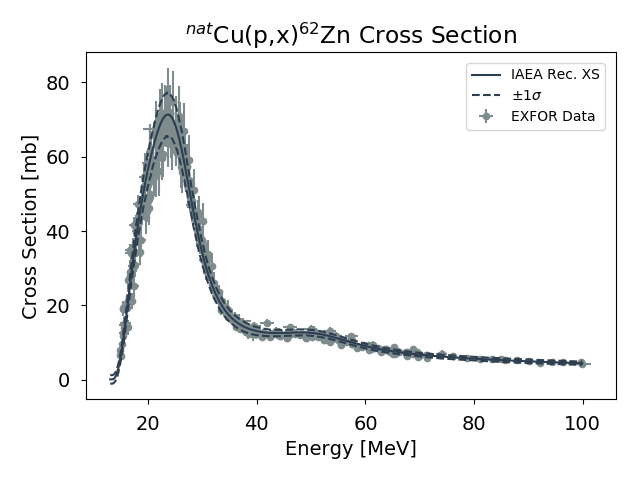 natCu(p,x)62Zn Cross Section
IAEA Rec. XS
±1σ
EXFOR Data
Cross Section [mb]
80
60
40
20
0
20 40 60 80 100
Energy [MeV]